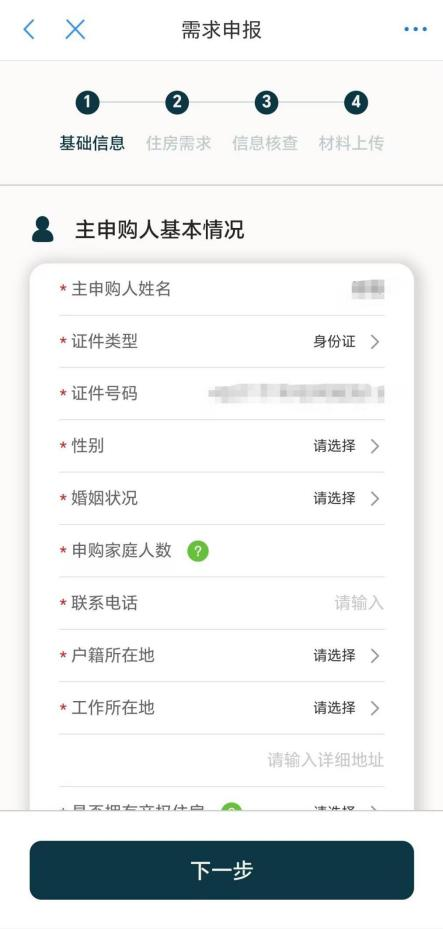 需求申报
1 2 3 4
基础信息 住房需求 信息核查 材料上传
主申购人基本情况
* 主申购人姓名
* 证件类型 身份证
* 证件号码
* 性别 请选择
* 婚姻状况 请选择
* 申购家庭人数 ?
* 联系电话 请输入
* 户籍所在地 请选择
* 工作所在地 请选择
请输入详细地址
* 是否拥有产权住房 ? 请选择
下一步